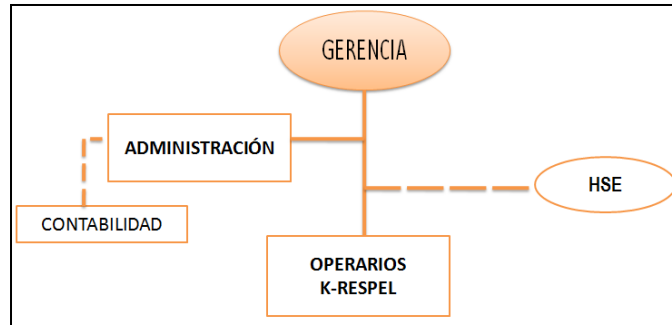 GERENCIA
ADMINISTRACIÓN
HSE
CONTABILIDAD
OPERARIOS
K-RESPEL